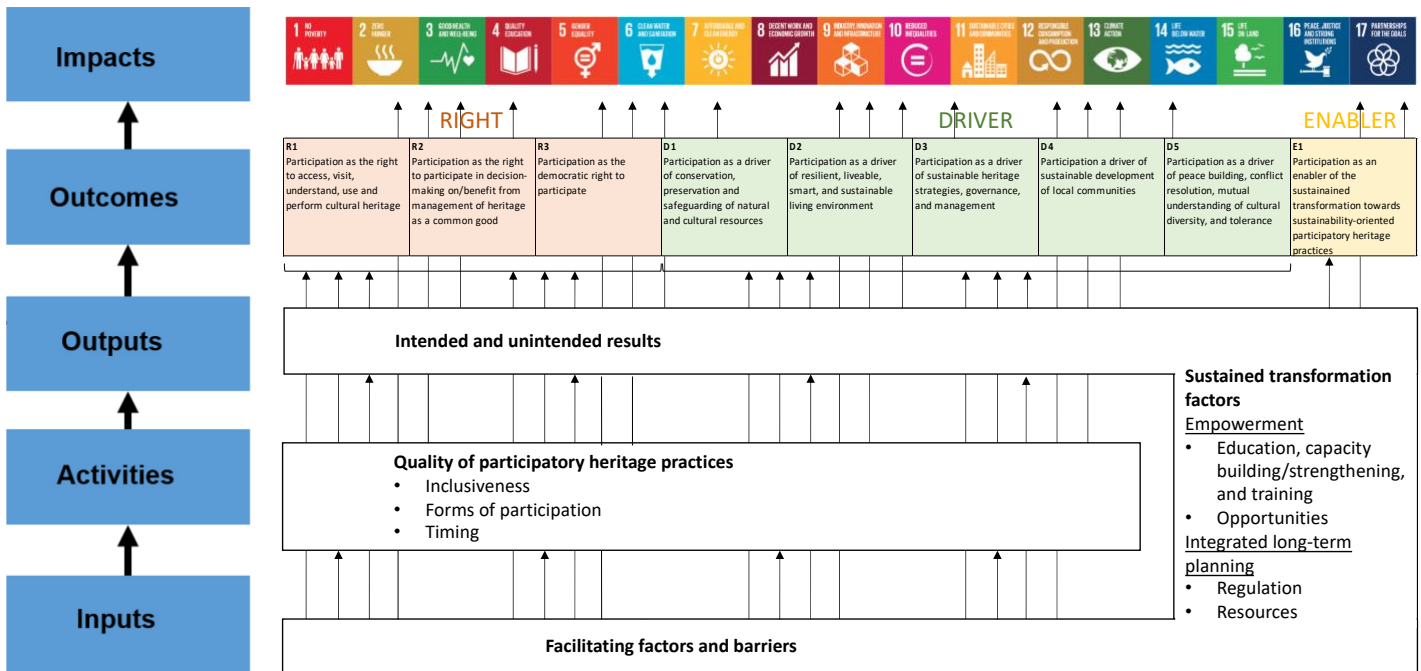 Impacts
Outcomes
Outputs
Activities
Inputs
1 NO
POVERTY
2 ZERO
HUNGER
3 GOOD HEALTH
AND WELL-BEING
4 QUALITY
EDUCATION
5 GENDER
EQUALITY
6 CLEAN WATER
AND SANITATION
7 AFFORDABLE AND
CLEAN ENERGY
8 DECENT WORK AND
ECONOMIC GROWTH
9 INDUSTRY, INNOVATION
AND INFRASTRUCTURE
10 REDUCED
INEQUALITIES
11 SUSTAINABLE CITIES
AND COMMUNITIES
12 RESPONSIBLE
CONSUMPTION
AND PRODUCTION
13 CLIMATE
ACTION
14 LIFE
BELOW WATER
15 LIFE
ON LAND
16 PEACE, JUSTICE
AND STRONG
INSTITUTIONS
17 PARTNERSHIPS
FOR THE GOALS
RIGHT
DRIVER
ENABLER
R1
Participation as the right
to access, visit,
understand, use and
perform cultural heritage
R2
Participation as the right
to participate in decision-
making on/benefit from
management of heritage
as a common good
R3
Participation as the
democratic right to
participate
D1
Participation as a driver
of conservation,
preservation and
safeguarding of natural
and cultural resources
D2
Participation as a driver
of resilient, liveable,
smart, and sustainable
living environment
D3
Participation as a driver
of sustainable heritage
strategies, governance,
and management
D4
Participation a driver of
sustainable development
of local communities
D5
Participation as a driver
of peace building, conflict
resolution, mutual
understanding of cultural
diversity, and tolerance
E1
Participation as an
enabler of the
sustainained
transformation towards
sustainability-oriented
participatory heritage
practices
Intended and unintended results
Quality of participatory heritage practices
• Inclusiveness
• Forms of participation
• Timing
Facilitating factors and barriers
Sustained transformation
factors
Empowerment
• Education, capacity
building/strengthening,
and training
• Opportunities
Integrated long-term
planning
• Regulation
• Resources